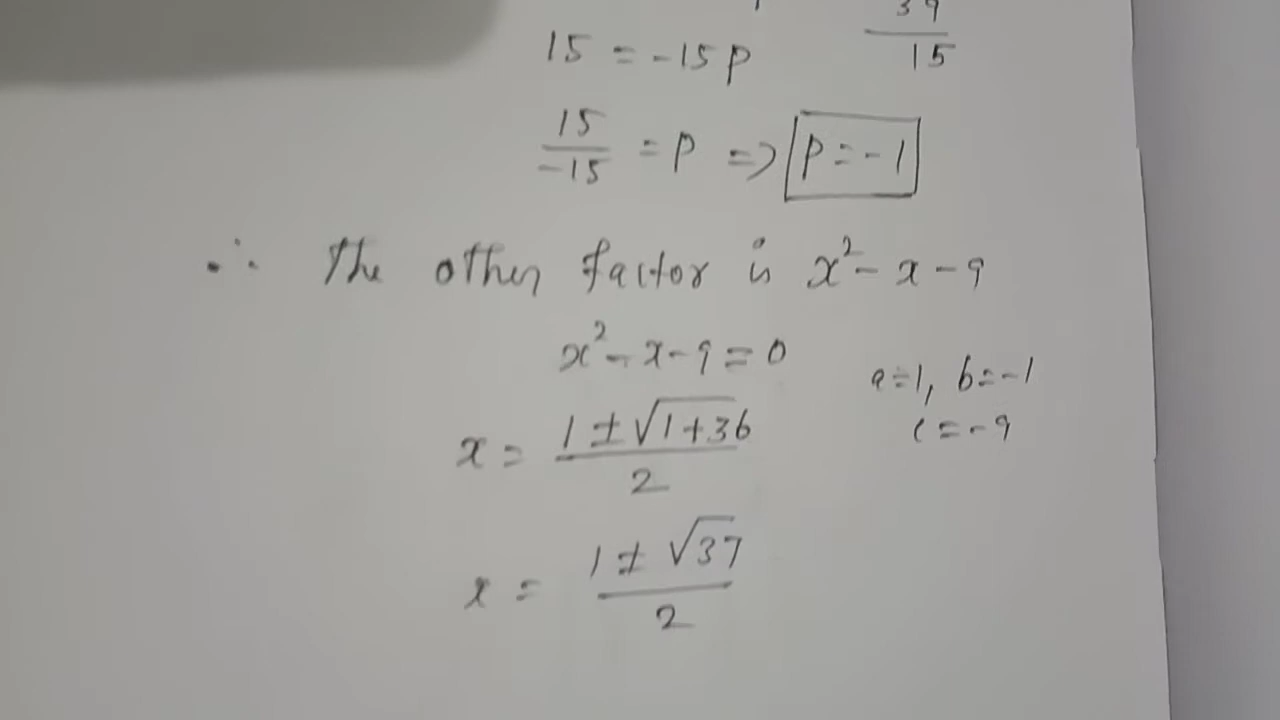 39
15 = -15p
15
15/-15 = p => p = -1
∴ The other factor is x² - x - 9
x² - x - 9 = 0
a=1, b=-1
x = 1 ± √1+36 / 2
c = -9
x = 1 ± √37 / 2